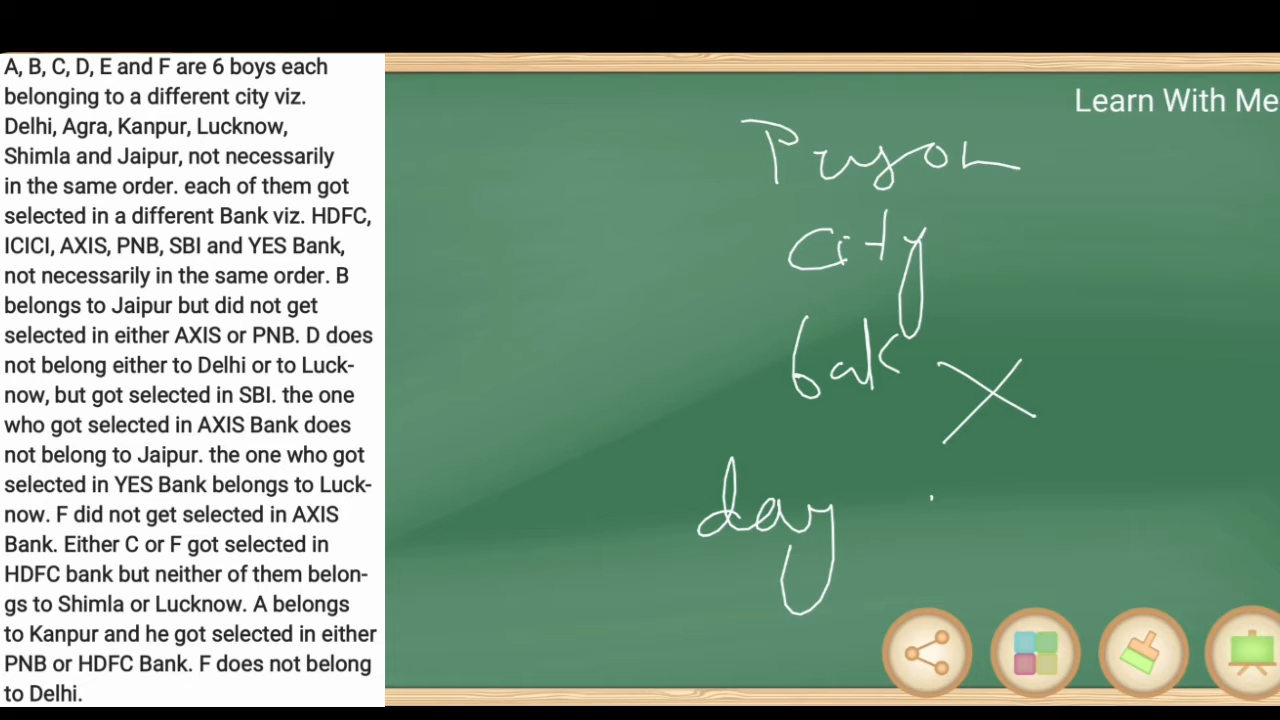 A, B, C, D, E and F are 6 boys each
belonging to a different city viz.
Delhi, Agra, Kanpur, Lucknow,
Shimla and Jaipur, not necessarily
in the same order. each of them got
selected in a different Bank viz. HDFC,
ICICI, AXIS, PNB, SBI and YES Bank,
not necessarily in the same order. B
belongs to Jaipur but did not get
selected in either AXIS or PNB. D does
not belong either to Delhi or to Luck-
now, but got selected in SBI. the one
who got selected in AXIS Bank does
not belong to Jaipur. the one who got
selected in YES Bank belongs to Luck-
now. F did not get selected in AXIS
Bank. Either C or F got selected in
HDFC bank but neither of them belon-
gs to Shimla or Lucknow. A belongs
to Kanpur and he got selected in either
PNB or HDFC Bank. F does not belong
to Delhi.
Learn With Me
City
day